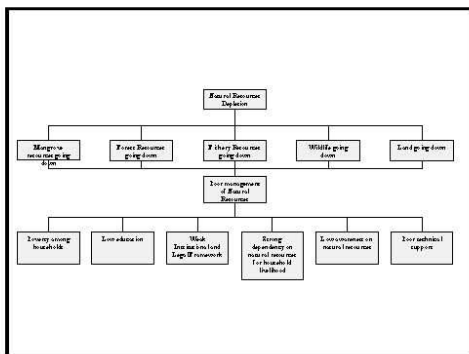 Natural Resources
Depletion
Mangrove
resources going
down
Forest Resources
going down
Fishery Resources
going down
Wildlife going
down
Land going down
Poor management
of Natural
Resources
Poverty among
households
Low education
Weak
Institutional and
Legal Framework
Strong
dependency on
natural resources
for household
livelihood
Low awareness on
natural resources
Poor technical
support